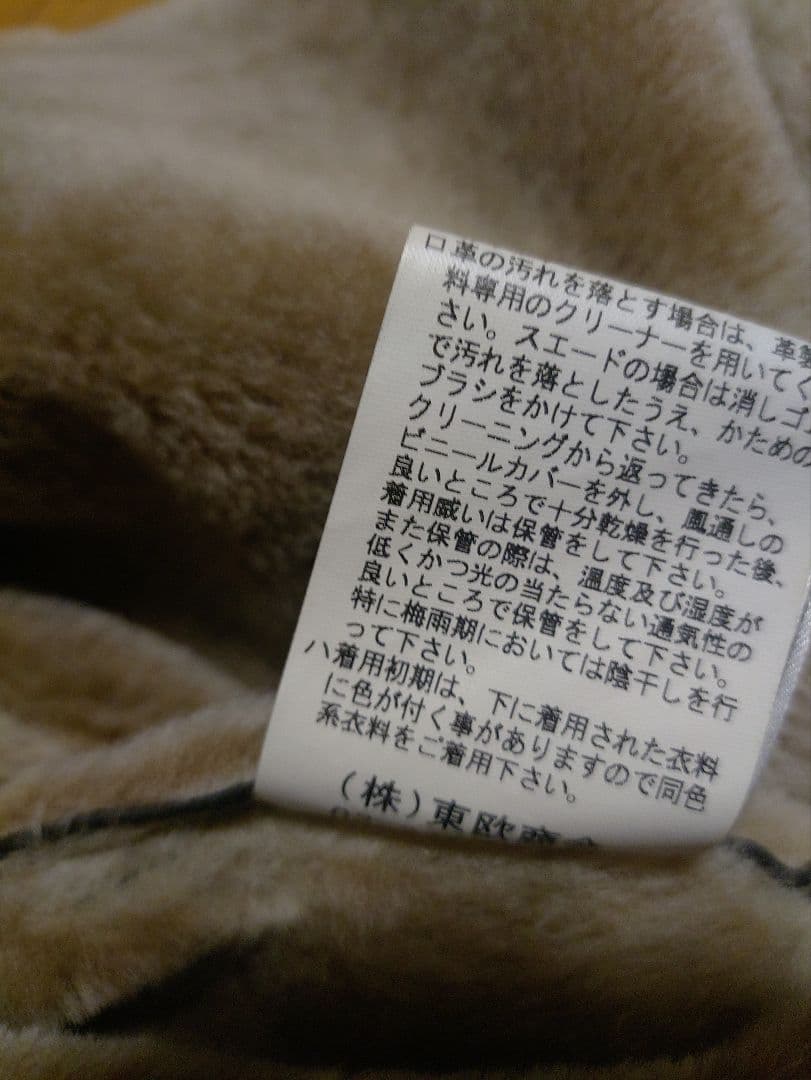 ロ革の汚れを落とす場合は、革
料専用のクリーナーを用いてく
さい。スエードの場合は消しゴ
で汚れを落としたうえ、かための
ブラシをかけて下さい。
クリーニングから返ってきたら、
ビニールカバーを外し、風通しの
良いところで十分乾燥を行った後、
着用或いは保管をして下さい。
また保管の際は、温度及び湿度が
低くかつ光の当たらない通気性の
良いところで保管をして下さい。
特に梅雨期においては陰干しを行
って下さい。
ハ着用初期は、下に着用された衣料
に色が付く事がありますので同色
系衣料をご着用下さい。
(株)東欧商会